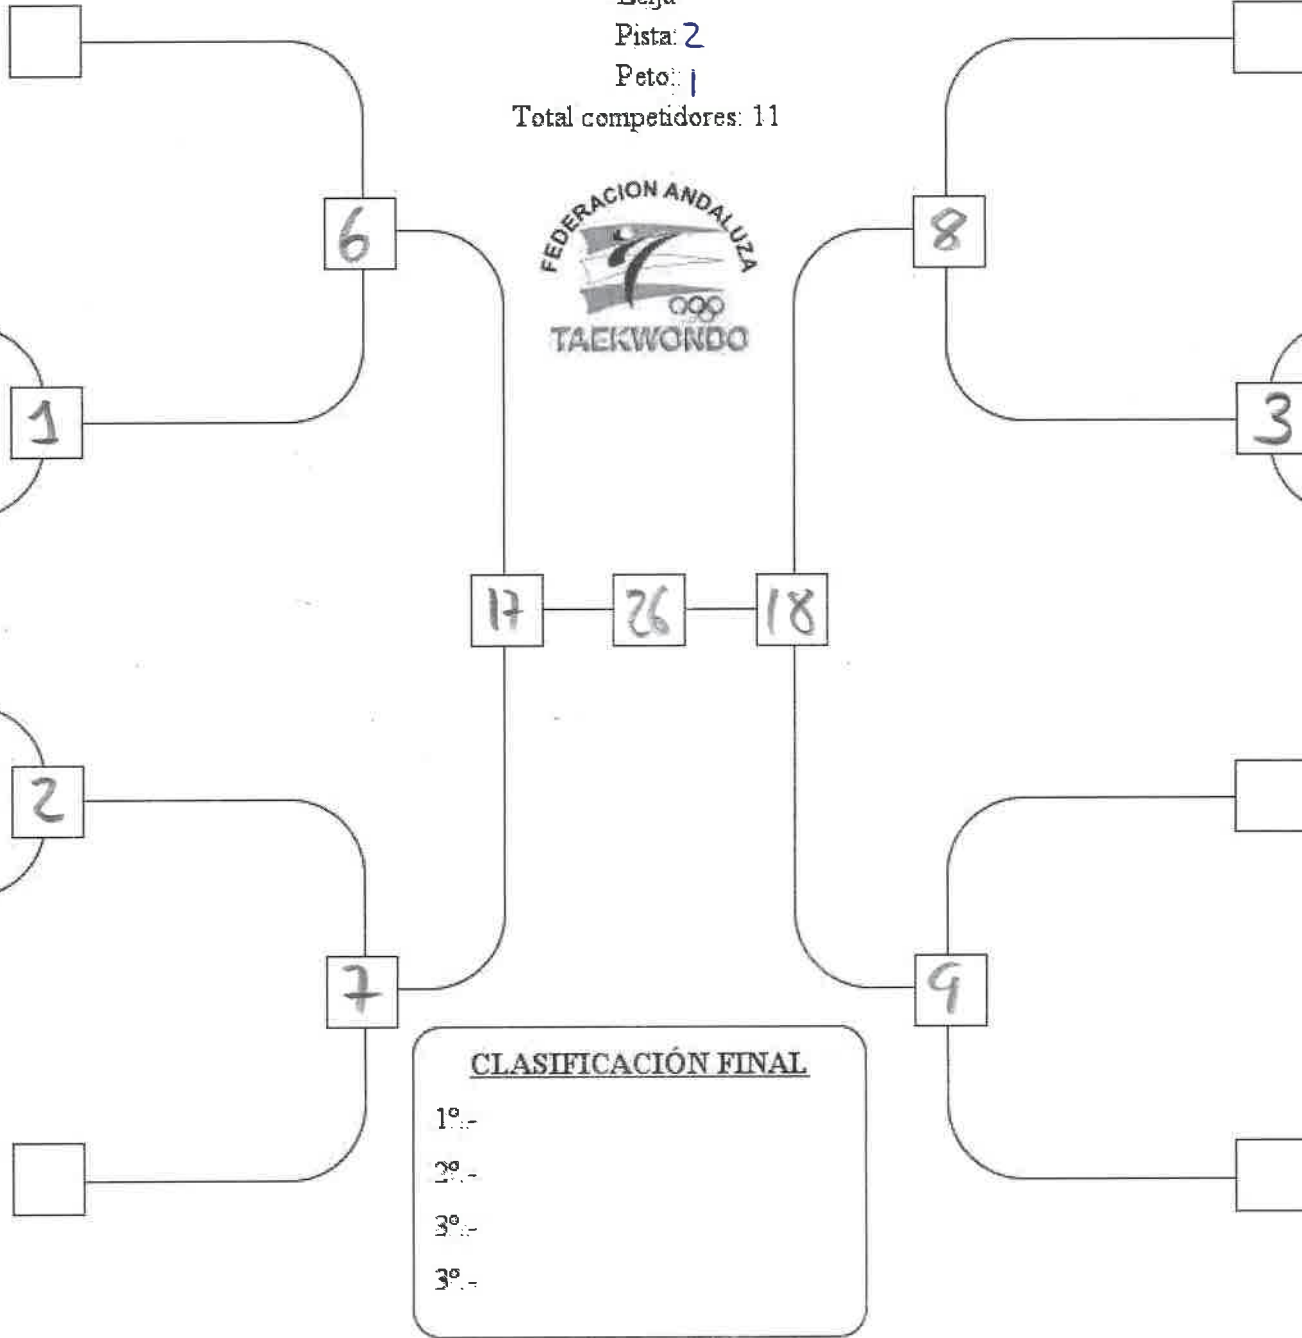 Pista: 2
Peto: 1
Total competidores: 11
FEDERACION ANDALUZA
TAEKWONDO
6
8
1
3
17
26
18
2
7
9
CLASIFICACIÓN FINAL
1º.-
2º.-
3º.-
3º.-